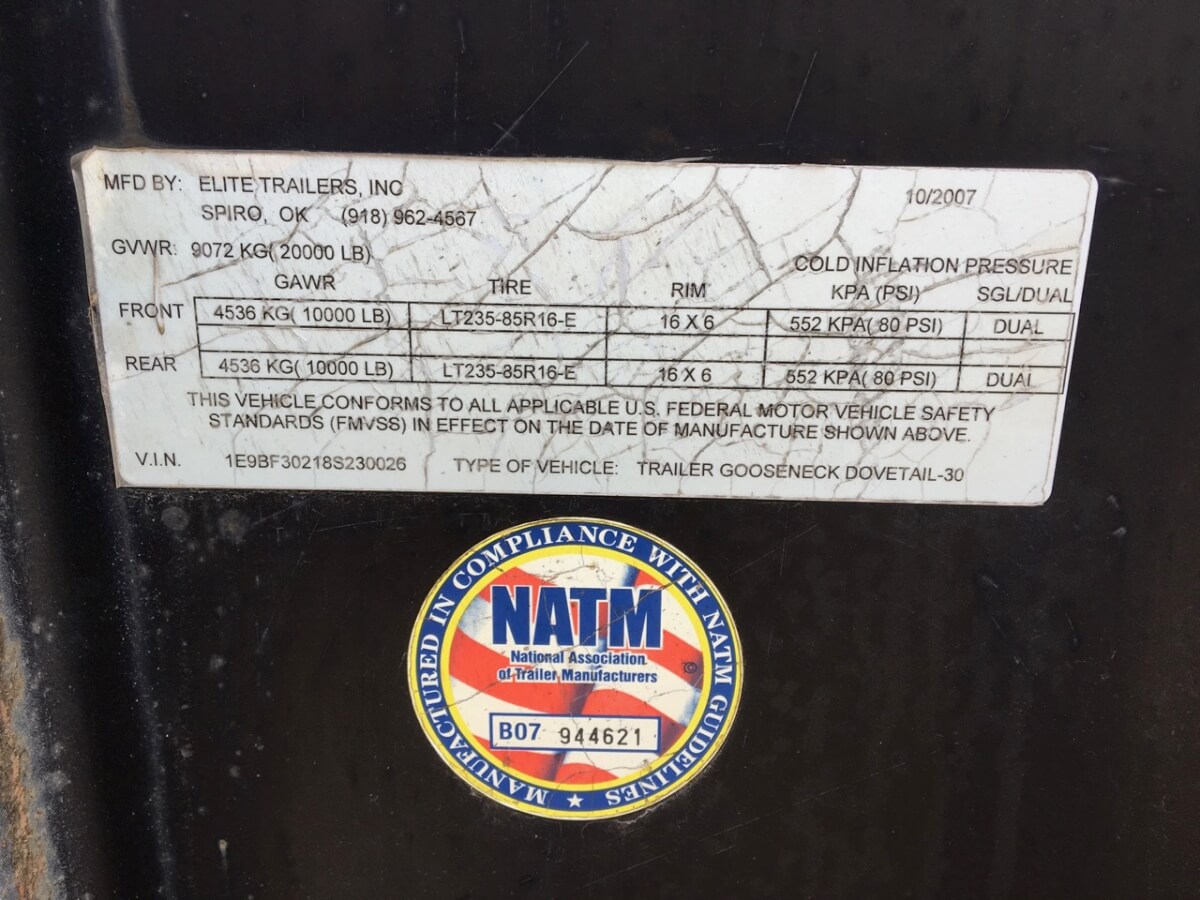 MFD BY: ELITE TRAILERS, INC 10/2007
SPIRO, OK (918) 962-4567
GVWR: 9072 KG( 20000 LB)
COLD INFLATION PRESSURE
GAWR TIRE RIM KPA (PSI) SGL/DUAL
FRONT 4536 KG( 10000 LB) LT235-85R16-E 16 X 6 552 KPA( 80 PSI) DUAL
REAR 4536 KG( 10000 LB) LT235-85R16-E 16 X 6 552 KPA( 80 PSI) DUAL
THIS VEHICLE CONFORMS TO ALL APPLICABLE U.S. FEDERAL MOTOR VEHICLE SAFETY
STANDARDS (FMVSS) IN EFFECT ON THE DATE OF MANUFACTURE SHOWN ABOVE.
V.I.N. 1E9BF30218S230026 TYPE OF VEHICLE: TRAILER GOOSENECK DOVETAIL-30
MANUFACTURED IN COMPLIANCE WITH NATM GUIDELINES
NATM
National Association
of Trailer Manufacturers
©
B07 944621